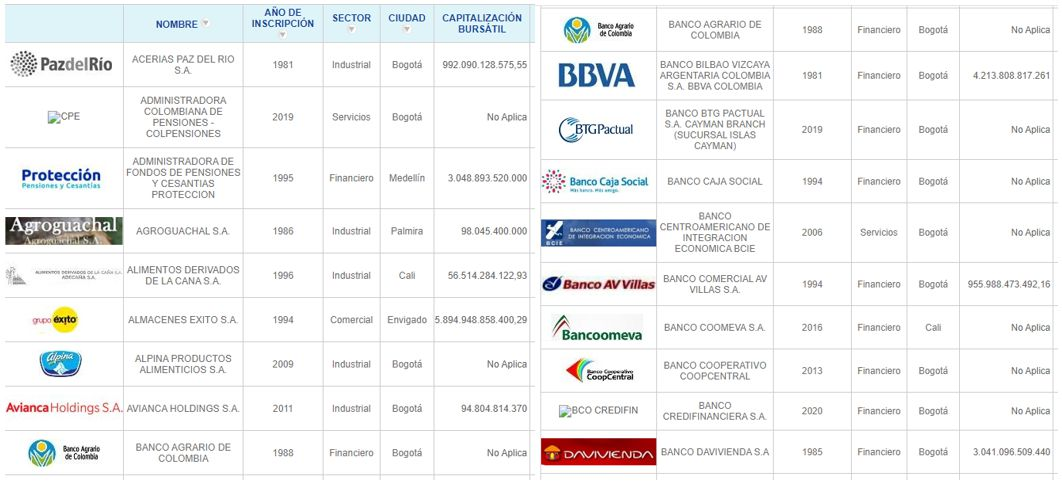 NOMBRE
AÑO DE
INSCRIPCIÓN
SECTOR
CIUDAD
CAPITALIZACIÓN
BURSÁTIL
PazdelRío
ACERIAS PAZ DEL RIO
S.A.
1981
Industrial
Bogotá
992.090.128.575,55
CPE
ADMINISTRADORA
COLOMBIANA DE
PENSIONES -
COLPENSIONES
2019
Servicios
Bogotá
No Aplica
Protección
Pensiones y Cesantías
ADMINISTRADORA DE
FONDOS DE PENSIONES
Y CESANTIAS
PROTECCION
1995
Financiero
Medellín
3.048.893.520.000
Agroguachal
Agroguachal S.A.
AGROGUACHAL S.A.
1986
Industrial
Palmira
98.045.400.000
ALIMENTOS DERIVADOS DE LA CAÑA S.A.
ADECAÑA S.A.
ALIMENTOS DERIVADOS
DE LA CANA S.A.
1996
Industrial
Cali
56.514.284.122,93
grupo éxito
ALMACENES EXITO S.A.
1994
Comercial
Envigado
5.894.948.858.400,29
Alpina
ALPINA PRODUCTOS
ALIMENTICIOS S.A.
2009
Industrial
Bogotá
No Aplica
Avianca Holdings S.A.
AVIANCA HOLDINGS S.A.
2011
Industrial
Bogotá
94.804.814.370
Banco Agrario
de Colombia
BANCO AGRARIO DE
COLOMBIA
1988
Financiero
Bogotá
No Aplica
Banco Agrario
de Colombia
BANCO AGRARIO DE
COLOMBIA
1988
Financiero
Bogotá
No Aplica
BBVA
BANCO BILBAO VIZCAYA
ARGENTARIA COLOMBIA
S.A. BBVA COLOMBIA
1981
Financiero
Bogotá
4.213.808.817.261
BTGPactual
BANCO BTG PACTUAL
S.A. CAYMAN BRANCH
(SUCURSAL ISLAS
CAYMAN)
2019
Financiero
Bogotá
No Aplica
Banco Caja Social
Más banco. Más amigo.
BANCO CAJA SOCIAL
1994
Financiero
Bogotá
No Aplica
BCIE
BANCO CENTROAMERICANO
DE INTEGRACION ECONOMICA
BANCO
CENTROAMERICANO DE
INTEGRACION
ECONOMICA BCIE
2006
Servicios
Bogotá
No Aplica
Banco AV Villas
BANCO COMERCIAL AV
VILLAS S.A.
1994
Financiero
Bogotá
955.988.473.492,16
Bancoomeva
BANCO COOMEVA S.A.
2016
Financiero
Cali
No Aplica
Banco Cooperativo
CoopCentral
BANCO COOPERATIVO
COOPCENTRAL
2013
Financiero
Bogotá
No Aplica
BCO CREDIFIN
BANCO
CREDIFINANCIERA S.A.
2020
Financiero
Bogotá
No Aplica
DAVIVIENDA
BANCO DAVIVIENDA S.A
1985
Financiero
Bogotá
3.041.096.509.440